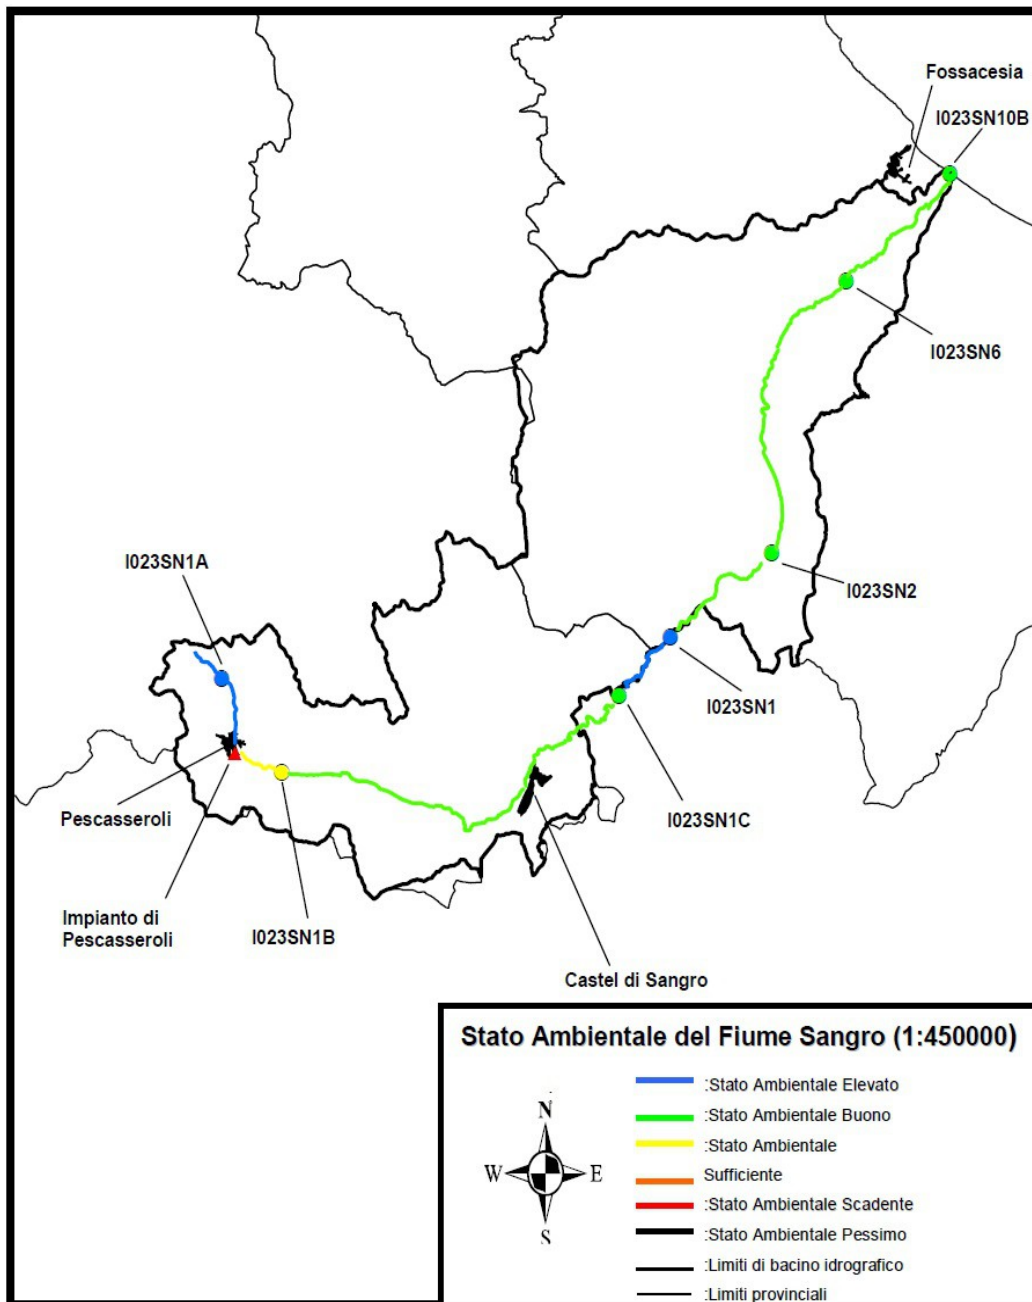 Fossacesia
I023SN10B
I023SN6
I023SN1A
I023SN2
I023SN1
Pescasseroli
I023SN1C
Impianto di
Pescasseroli
I023SN1B
Castel di Sangro
Stato Ambientale del Fiume Sangro (1:450000)
:Stato Ambientale Elevato
:Stato Ambientale Buono
:Stato Ambientale
Sufficiente
:Stato Ambientale Scadente
:Stato Ambientale Pessimo
:Limiti di bacino idrografico
:Limiti provinciali
N
W E
S